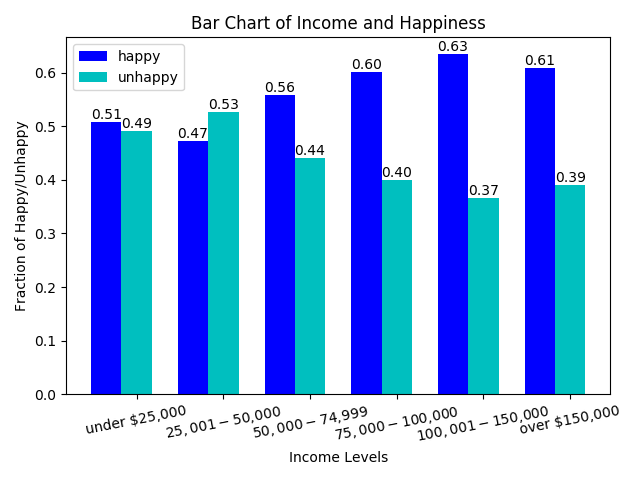 Bar Chart of Income and Happiness
happy
unhappy
0.51
0.49
0.47
0.53
0.56
0.44
0.60
0.40
0.63
0.37
0.61
0.39
Fraction of Happy/Unhappy
0.6
0.5
0.4
0.3
0.2
0.1
0.0
under $25,000
25,001 - 50,000
50,000 - 74,999
75,000 - 100,000
100,001 - 150,000
over $150,000
Income Levels